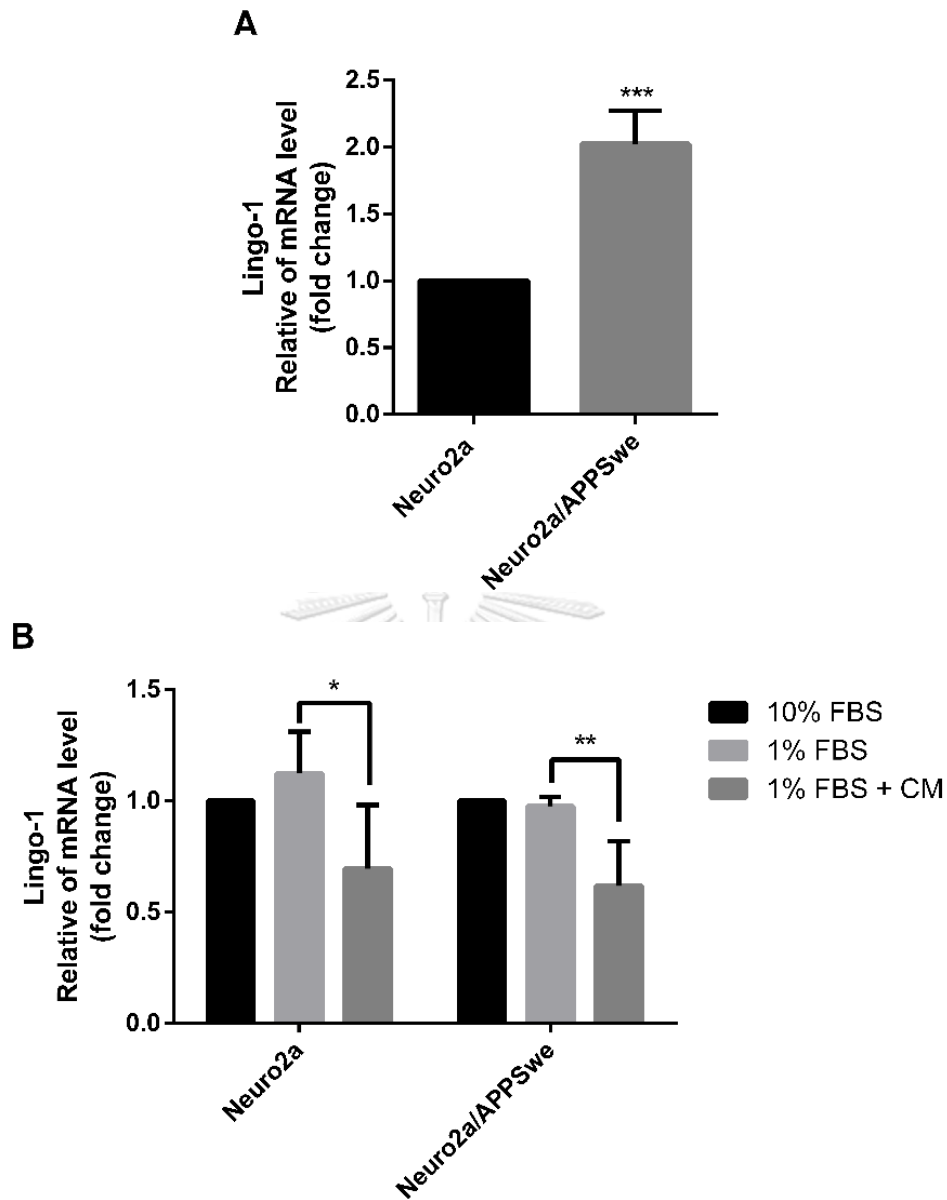 A
Lingo-1
Relative of mRNA level
(fold change)
2.5
2.0
1.5
1.0
0.5
0.0
***
Neuro2a
Neuro2a/APPSwe
B
Lingo-1
Relative of mRNA level
(fold change)
1.5
1.0
0.5
0.0
*
**
Neuro2a
Neuro2a/APPSwe
10% FBS
1% FBS
1% FBS + CM